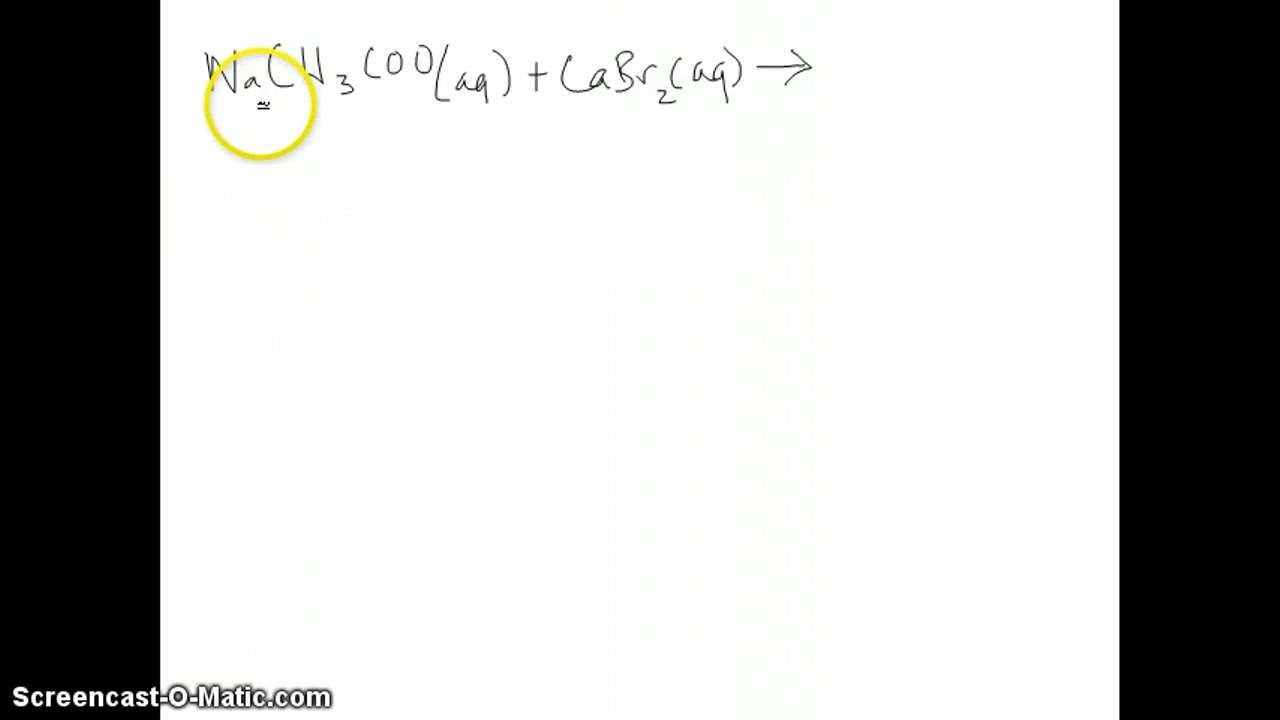 NaCH₃COO(aq) + CaBr₂(aq) →
Screencast-O-Matic.com